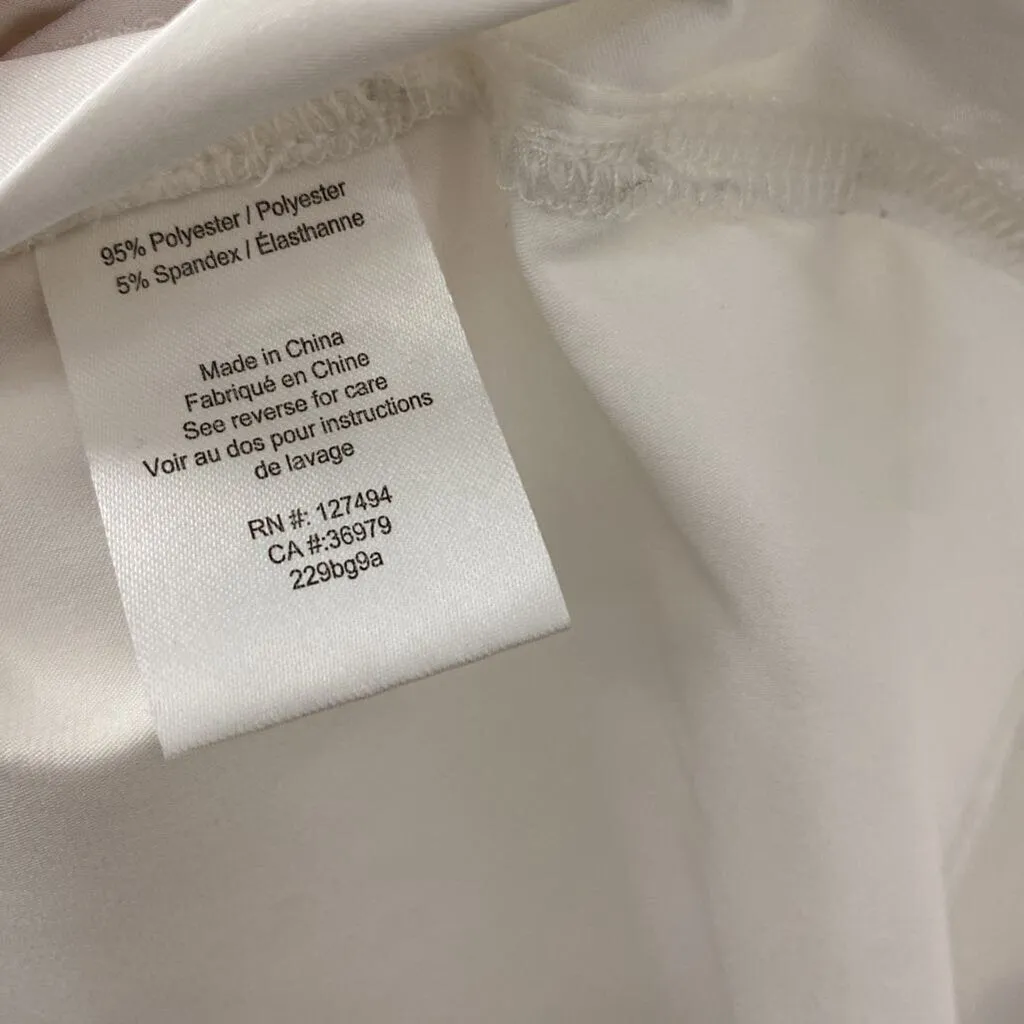 95% Polyester / Polyester
5% Spandex / Élasthanne
Made in China
Fabriqué en Chine
See reverse for care
Voir au dos pour instructions
de lavage
RN #: 127494
CA #:36979
229bg9a